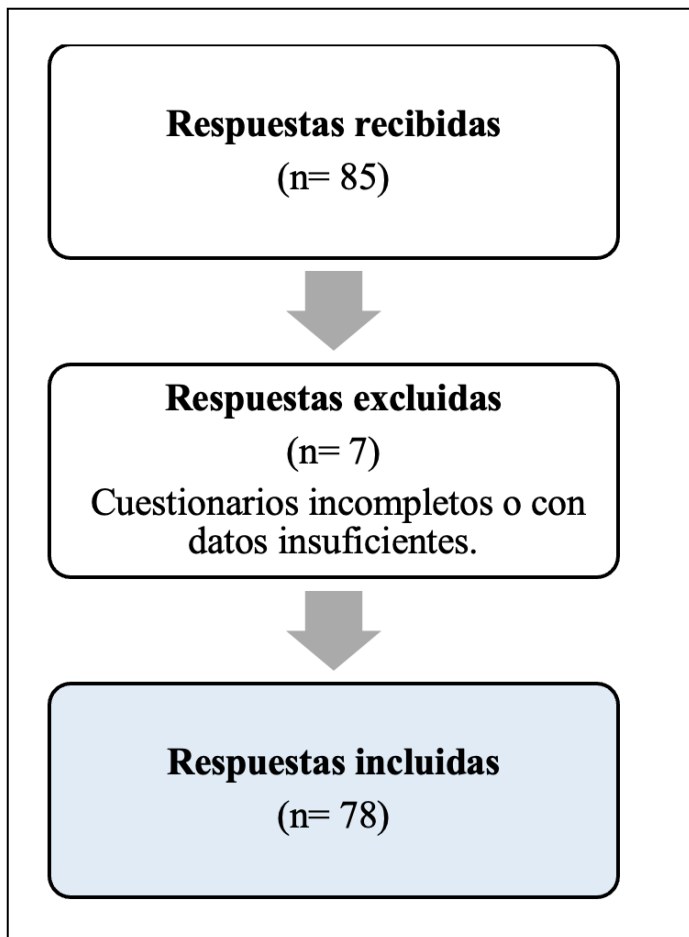 Respuestas recibidas
(n= 85)
Respuestas excluidas
(n= 7)
Cuestionarios incompletos o con
datos insuficientes.
Respuestas incluidas
(n= 78)